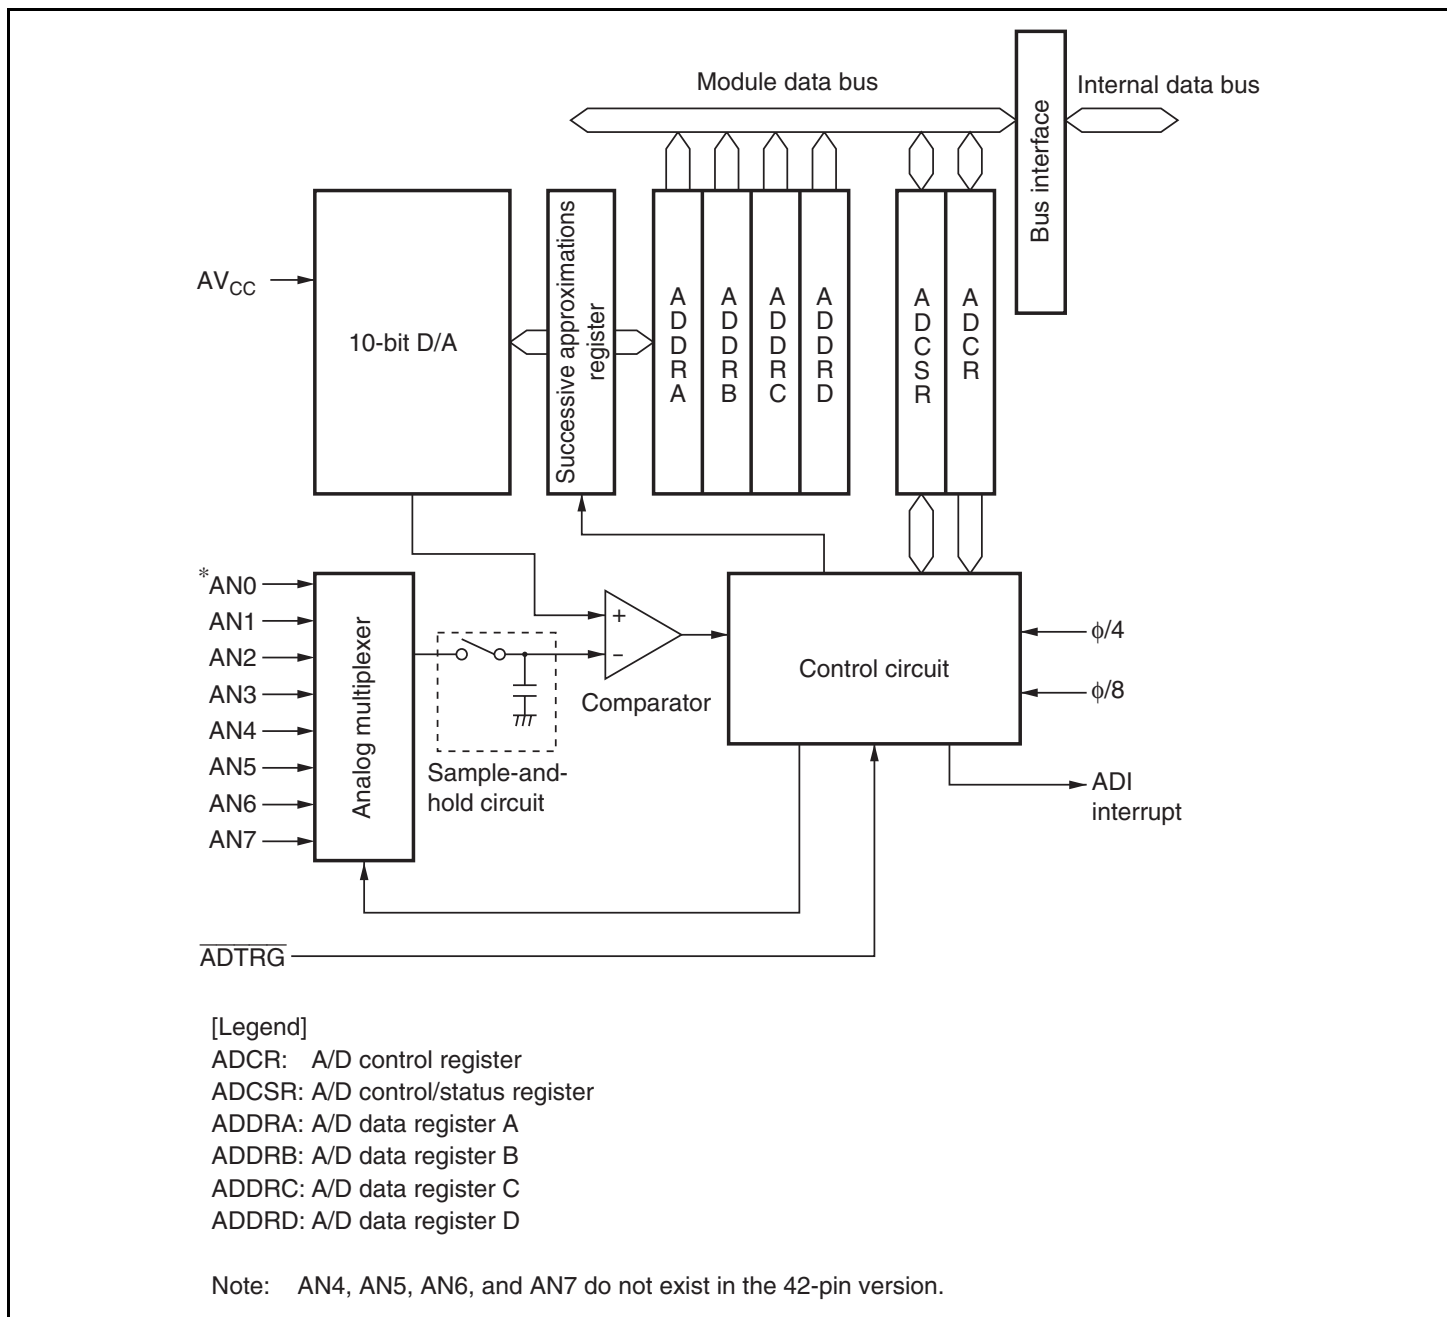 Module data bus
Internal data bus
Bus interface
AVCC
10-bit D/A
Successive approximations
register
ADDRA
ADDRB
ADDRC
ADDRD
ADCSR
ADCR
*AN0
AN1
AN2
AN3
AN4
AN5
AN6
AN7
Analog multiplexer
+
−
Comparator
Sample-and-
hold circuit
Control circuit
ϕ/4
ϕ/8
ADI
interrupt
ADTRG
[Legend]
ADCR: A/D control register
ADCSR: A/D control/status register
ADDRA: A/D data register A
ADDRB: A/D data register B
ADDRC: A/D data register C
ADDRD: A/D data register D
Note: AN4, AN5, AN6, and AN7 do not exist in the 42-pin version.